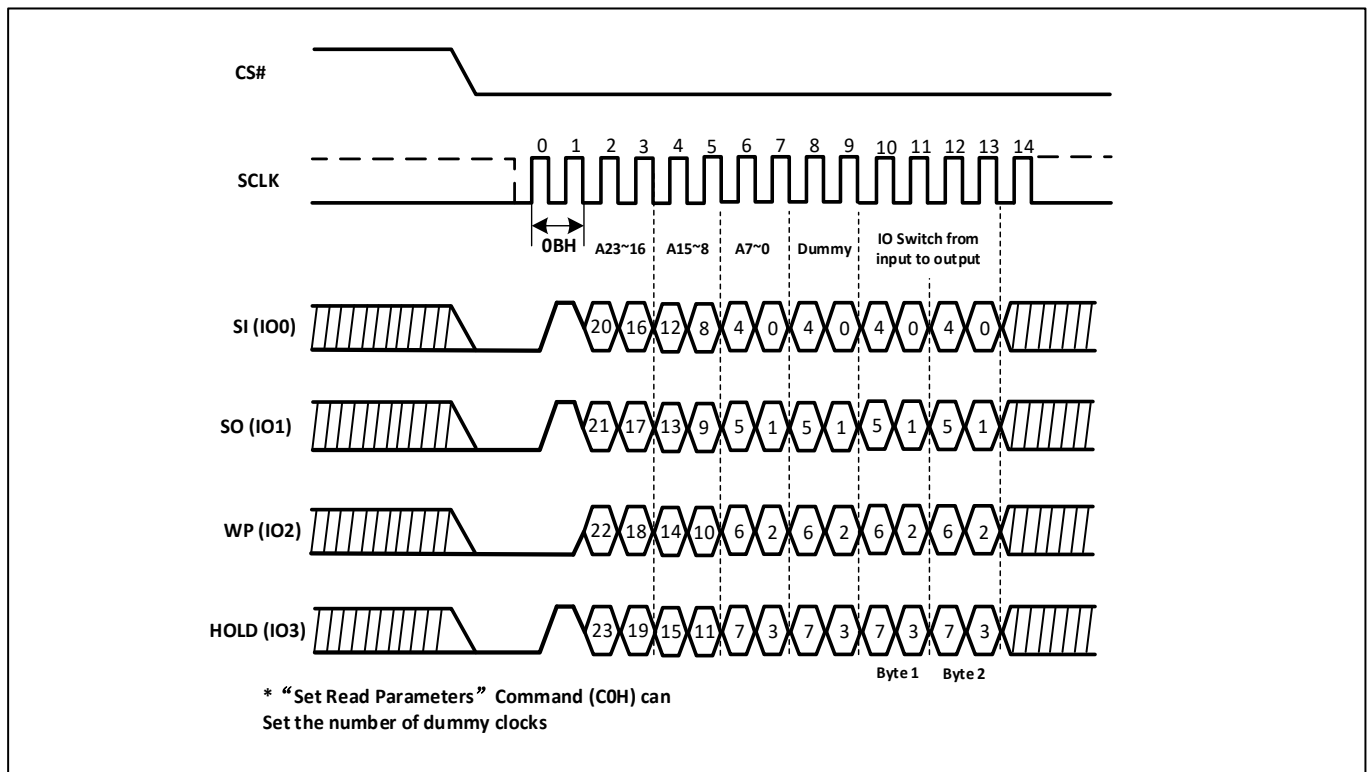 CS#
0 1 2 3 4 5 6 7 8 9 10 11 12 13 14
SCLK
0BH A23~16 A15~8 A7~0 Dummy IO Switch from
input to output
SI (IO0) 20 16 12 8 4 0 4 0 4 0 4 0
SO (IO1) 21 17 13 9 5 1 5 1 5 1 5 1
WP (IO2) 22 18 14 10 6 2 6 2 6 2 6 2
HOLD (IO3) 23 19 15 11 7 3 7 3 7 3 7 3
Byte 1 Byte 2
* “Set Read Parameters” Command (C0H) can
Set the number of dummy clocks